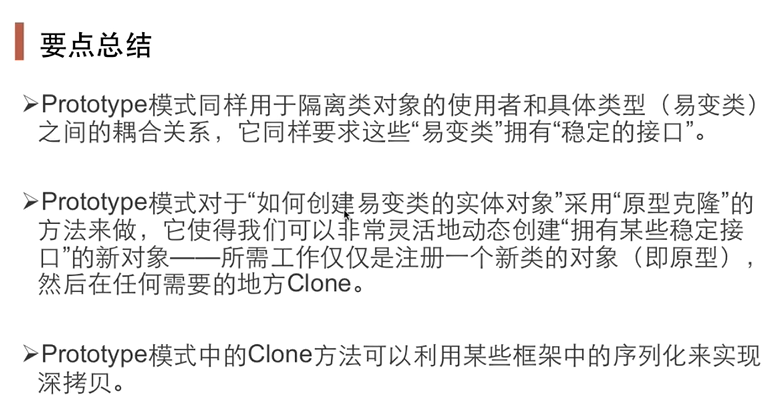 要点总结
➢Prototype模式同样用于隔离类对象的使用者和具体类型（易变类）
之间的耦合关系，它同样要求这些“易变类”拥有“稳定的接口”。
➢Prototype模式对于“如何创建易变类的实体对象”采用“原型克隆”的
方法来做，它使得我们可以非常灵活地动态创建“拥有某些稳定接
口”的新对象——所需工作仅仅是注册一个新类的对象（即原型），
然后在任何需要的地方Clone。
➢Prototype模式中的Clone方法可以利用某些框架中的序列化来实现
深拷贝。